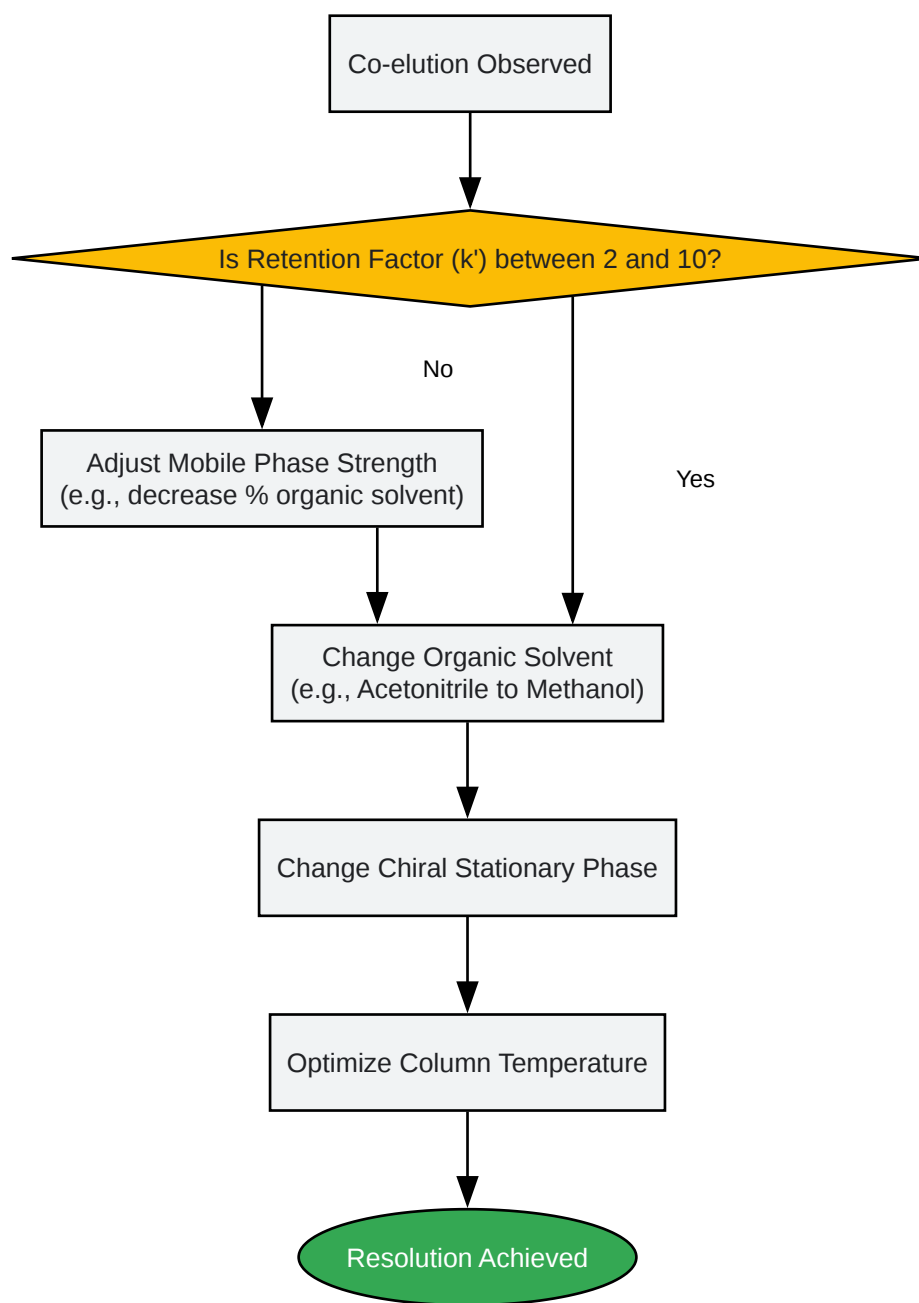 Co-elution Observed
Is Retention Factor (k') between 2 and 10?
No
Adjust Mobile Phase Strength
(e.g., decrease % organic solvent)
Yes
Change Organic Solvent
(e.g., Acetonitrile to Methanol)
Change Chiral Stationary Phase
Optimize Column Temperature
Resolution Achieved